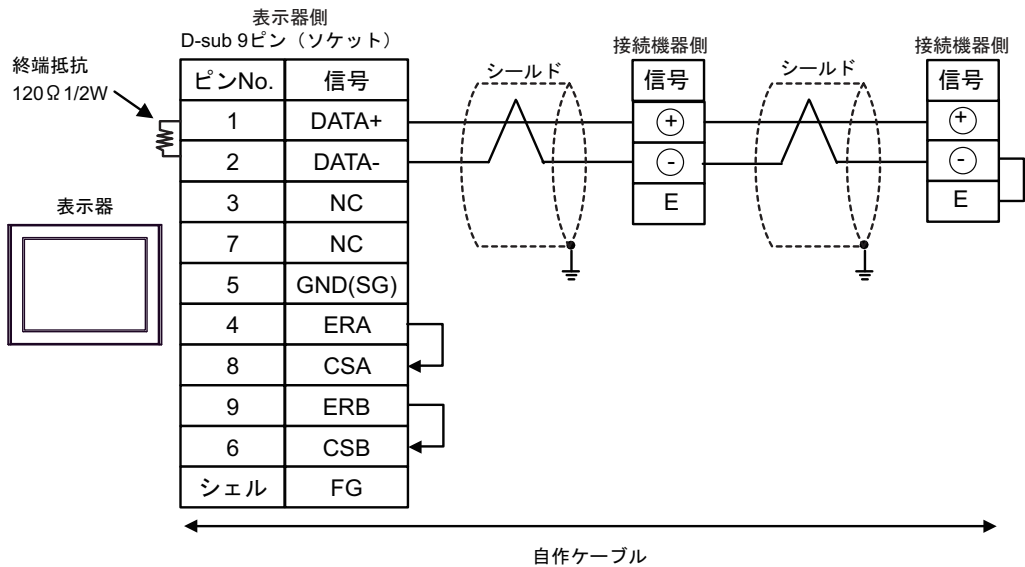 表示器側
D-sub 9ピン（ソケット）
終端抵抗
120Ω1/2W
表示器
ピンNo. 信号
1 DATA+
2 DATA-
3 NC
7 NC
5 GND(SG)
4 ERA
8 CSA
9 ERB
6 CSB
シェル FG
シールド
接続機器側
信号
+
-
E
シールド
接続機器側
信号
+
-
E
自作ケーブル